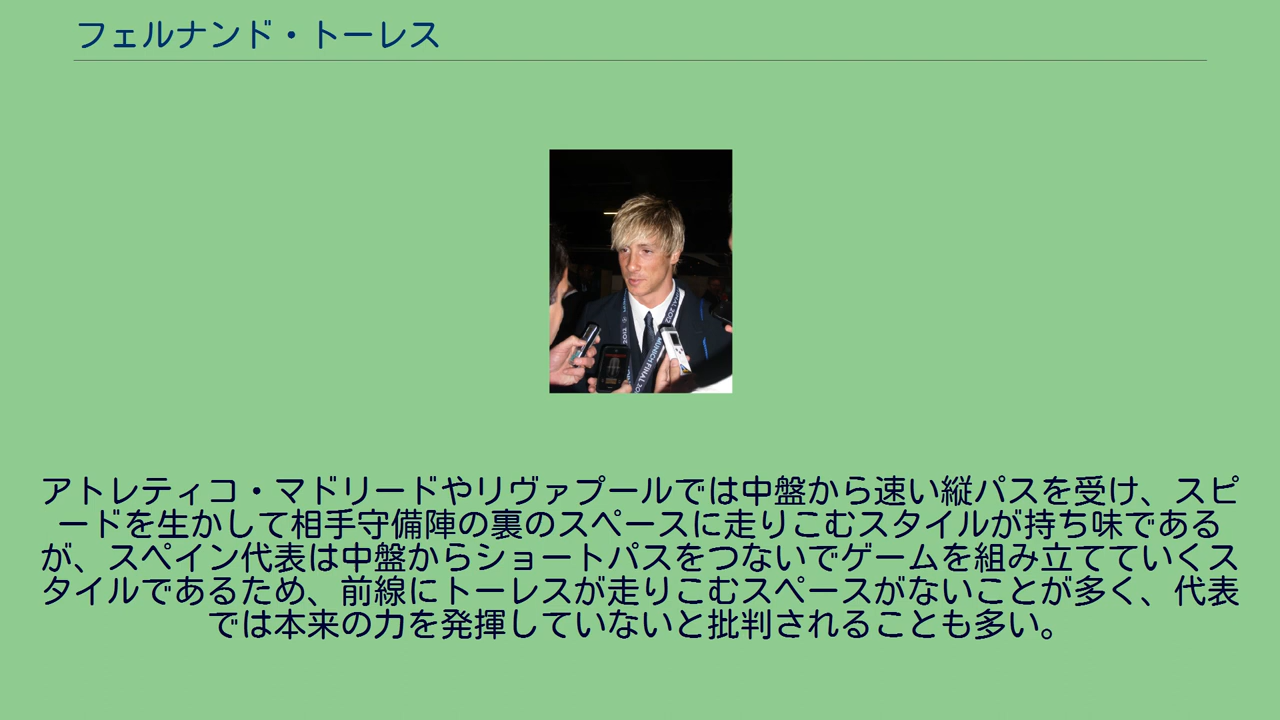 フェルナンド・トーレス
MUNICH FINAL 2012
アトレティコ・マドリードやリヴァプールでは中盤から速い縦パスを受け、スピ
ードを生かして相手守備陣の裏のスペースに走りこむスタイルが持ち味である
が、スペイン代表は中盤からショートパスをつないでゲームを組み立てていくス
タイルであるため、前線にトーレスが走りこむスペースがないことが多く、代表
では本来の力を発揮していないと批判されることも多い。